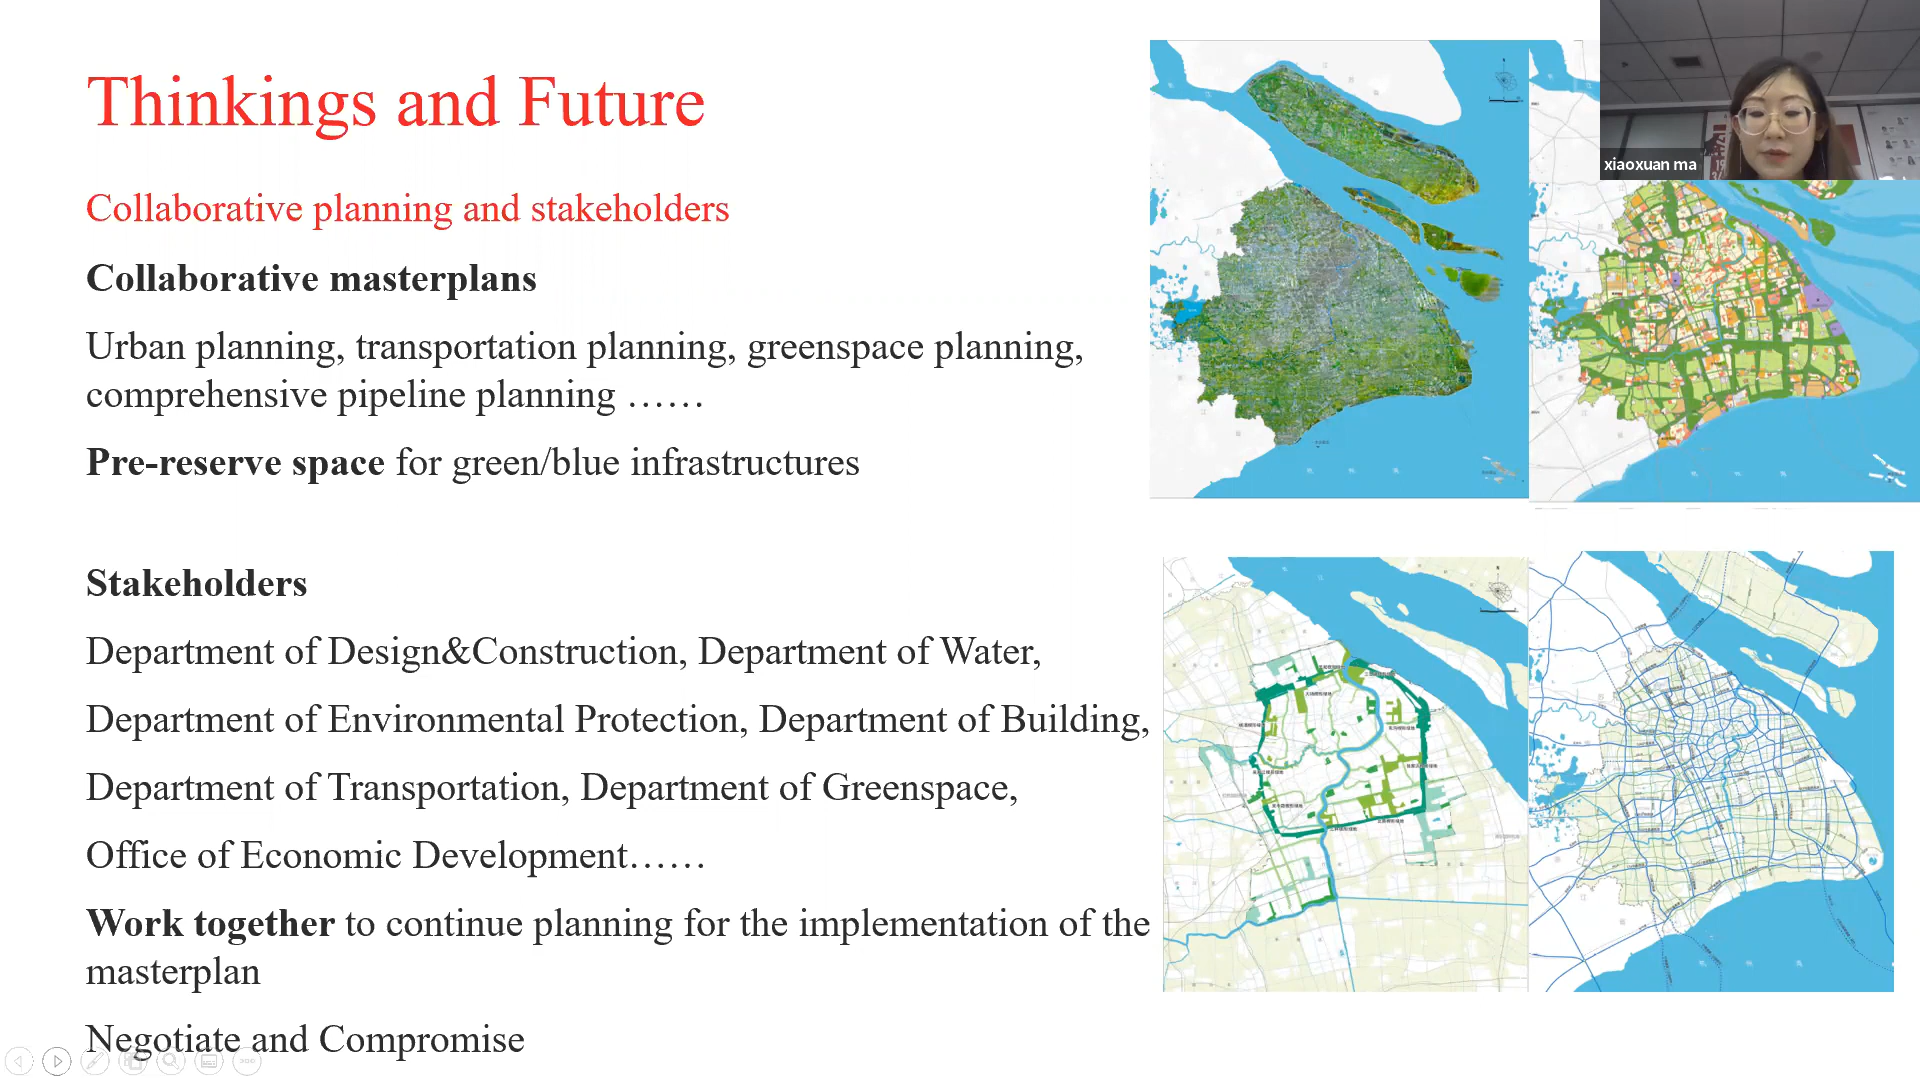 Thinkings and Future
Collaborative planning and stakeholders
Collaborative masterplans
Urban planning, transportation planning, greenspace planning,
comprehensive pipeline planning ……
Pre-reserve space for green/blue infrastructures
Stakeholders
Department of Design&Construction, Department of Water,
Department of Environmental Protection, Department of Building,
Department of Transportation, Department of Greenspace,
Office of Economic Development……
Work together to continue planning for the implementation of the
masterplan
Negotiate and Compromise
xiaoxuan ma